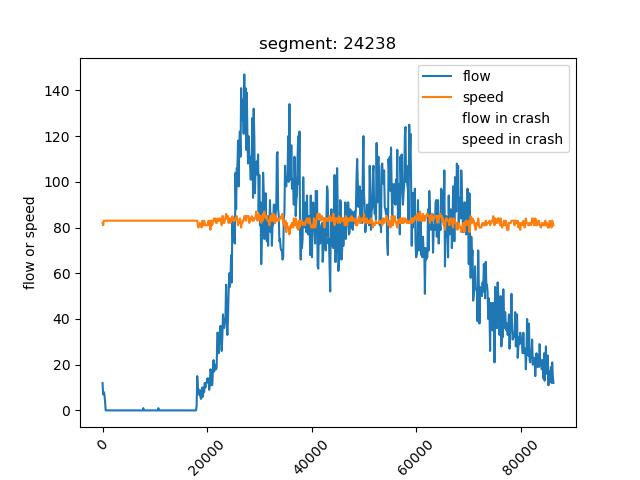 segment: 24238
flow
speed
flow in crash
speed in crash
flow or speed
140
120
100
80
60
40
20
0
0
20000
40000
60000
80000